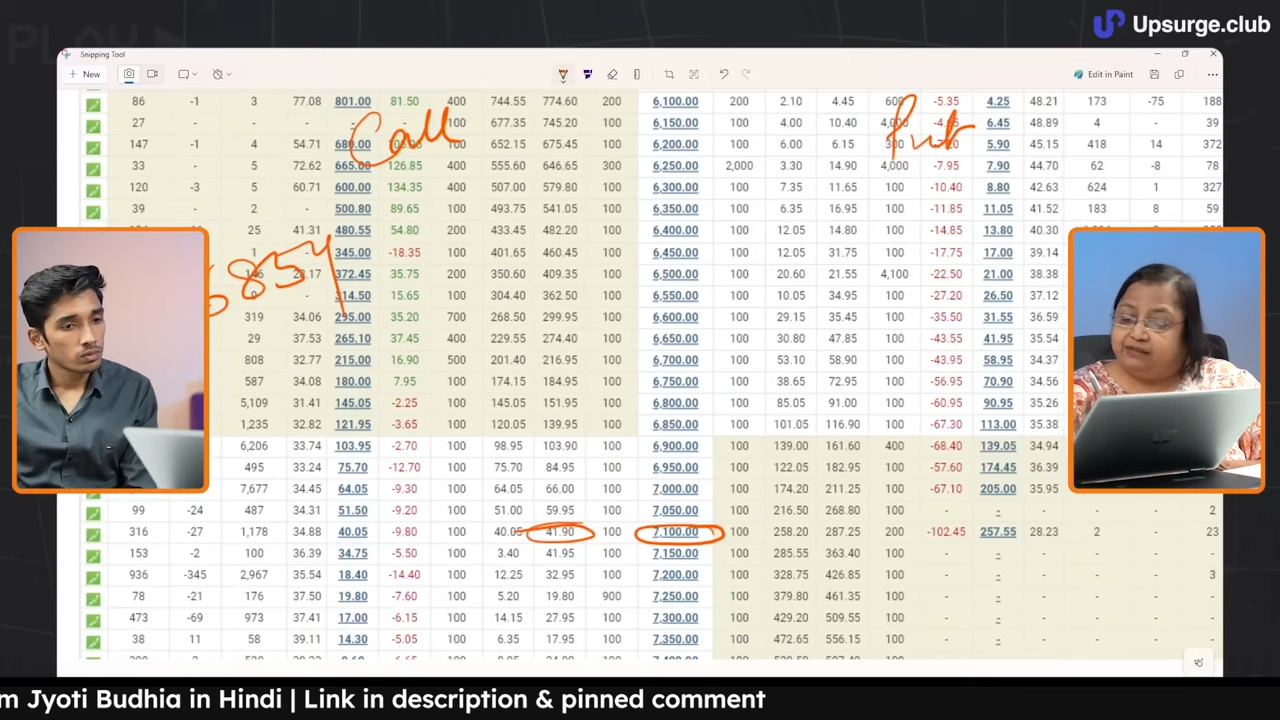 Upsurge.club
Snipping Tool
New
Edit in Paint
86 -1 3 77.08 801.00 81.50 400 744.55 774.60 200 6,100.00 200 2.10 4.45 600 -5.35 4.25 48.21 173 -75 188
27 - - - - - 100 677.35 745.20 100 6,150.00 100 4.00 10.40 4,000 6.45 48.89 4 - 39
147 -1 4 54.71 680.00 100 652.15 675.45 100 6,200.00 100 6.00 6.15 5.90 45.15 418 14 372
33 5 72.62 665.00 126.85 400 555.60 646.65 300 6,250.00 2,000 3.30 14.90 4,000 -7.95 7.90 44.70 62 -8 78
120 -3 5 60.71 600.00 134.35 400 507.00 579.80 100 6,300.00 100 7.35 11.65 100 -10.40 8.80 42.63 624 1 327
39 - 2 - 500.80 89.65 100 493.75 541.05 100 6,350.00 100 6.35 16.95 100 -11.85 11.05 41.52 183 8 59
25 41.31 480.55 54.80 200 433.45 482.20 100 6,400.00 100 12.05 14.80 100 -14.85 13.80 40.30
1 - 345.00 -18.35 100 401.65 460.45 100 6,450.00 100 12.05 31.75 100 -17.75 17.00 39.14
372.45 35.75 200 350.60 409.35 100 6,500.00 100 20.60 21.55 4,100 -22.50 21.00 38.38
314.50 15.65 100 304.40 362.50 100 6,550.00 100 10.05 34.95 100 -27.20 26.50 37.12
319 34.06 295.00 35.20 700 268.50 299.95 100 6,600.00 100 29.15 35.45 100 -35.50 31.55 36.59
29 37.53 265.10 37.45 400 229.55 274.40 100 6,650.00 100 30.80 47.85 100 -43.55 41.95 35.54
808 32.77 215.00 16.90 500 201.40 216.95 100 6,700.00 100 53.10 58.90 100 -43.95 58.95 34.37
587 34.08 180.00 7.95 100 174.15 184.95 100 6,750.00 100 38.65 72.95 100 -56.95 70.90 34.56
5,109 31.41 145.05 -2.25 100 145.05 151.95 100 6,800.00 100 85.05 91.00 100 -60.95 90.95 35.26
1,235 32.82 121.95 -3.65 100 120.05 139.95 100 6,850.00 100 101.05 116.90 100 -67.30 113.00 35.38
6,206 33.74 103.95 -2.70 100 98.95 103.90 100 6,900.00 100 139.00 161.60 400 -68.40 139.05 34.94
495 33.24 75.70 -12.70 100 75.70 84.95 100 6,950.00 100 122.05 182.95 100 -57.60 174.45 36.39
7,677 34.45 64.05 -9.30 100 64.05 66.00 100 7,000.00 100 174.20 211.25 100 -67.10 205.00 35.95
99 -24 487 34.31 51.50 -9.20 100 51.00 59.95 100 7,050.00 100 216.50 268.80 100 - - - - - 2
316 -27 1,178 34.88 40.05 -9.80 100 40.05 41.90 100 7,100.00 100 258.20 287.25 200 -102.45 257.55 28.23 2 - 23
153 -2 100 36.39 34.75 -5.50 100 3.40 41.95 100 7,150.00 100 285.55 363.40 100 - - - - - -
936 -345 2,967 35.54 18.40 -14.40 100 12.25 32.95 100 7,200.00 100 328.75 426.85 100 - - - - - 3
78 -21 176 37.50 19.80 -7.60 100 5.20 19.80 900 7,250.00 100 379.80 461.35 100 - - - - - -
473 -69 973 37.41 17.00 -6.15 100 14.15 27.95 100 7,300.00 100 429.20 509.55 100 - - - - - -
38 11 58 39.11 14.30 -5.05 100 6.35 17.95 100 7,350.00 100 472.65 556.15 100 - - - - - -
Call
Put
6854
m Jyoti Budhia in Hindi | Link in description & pinned comment